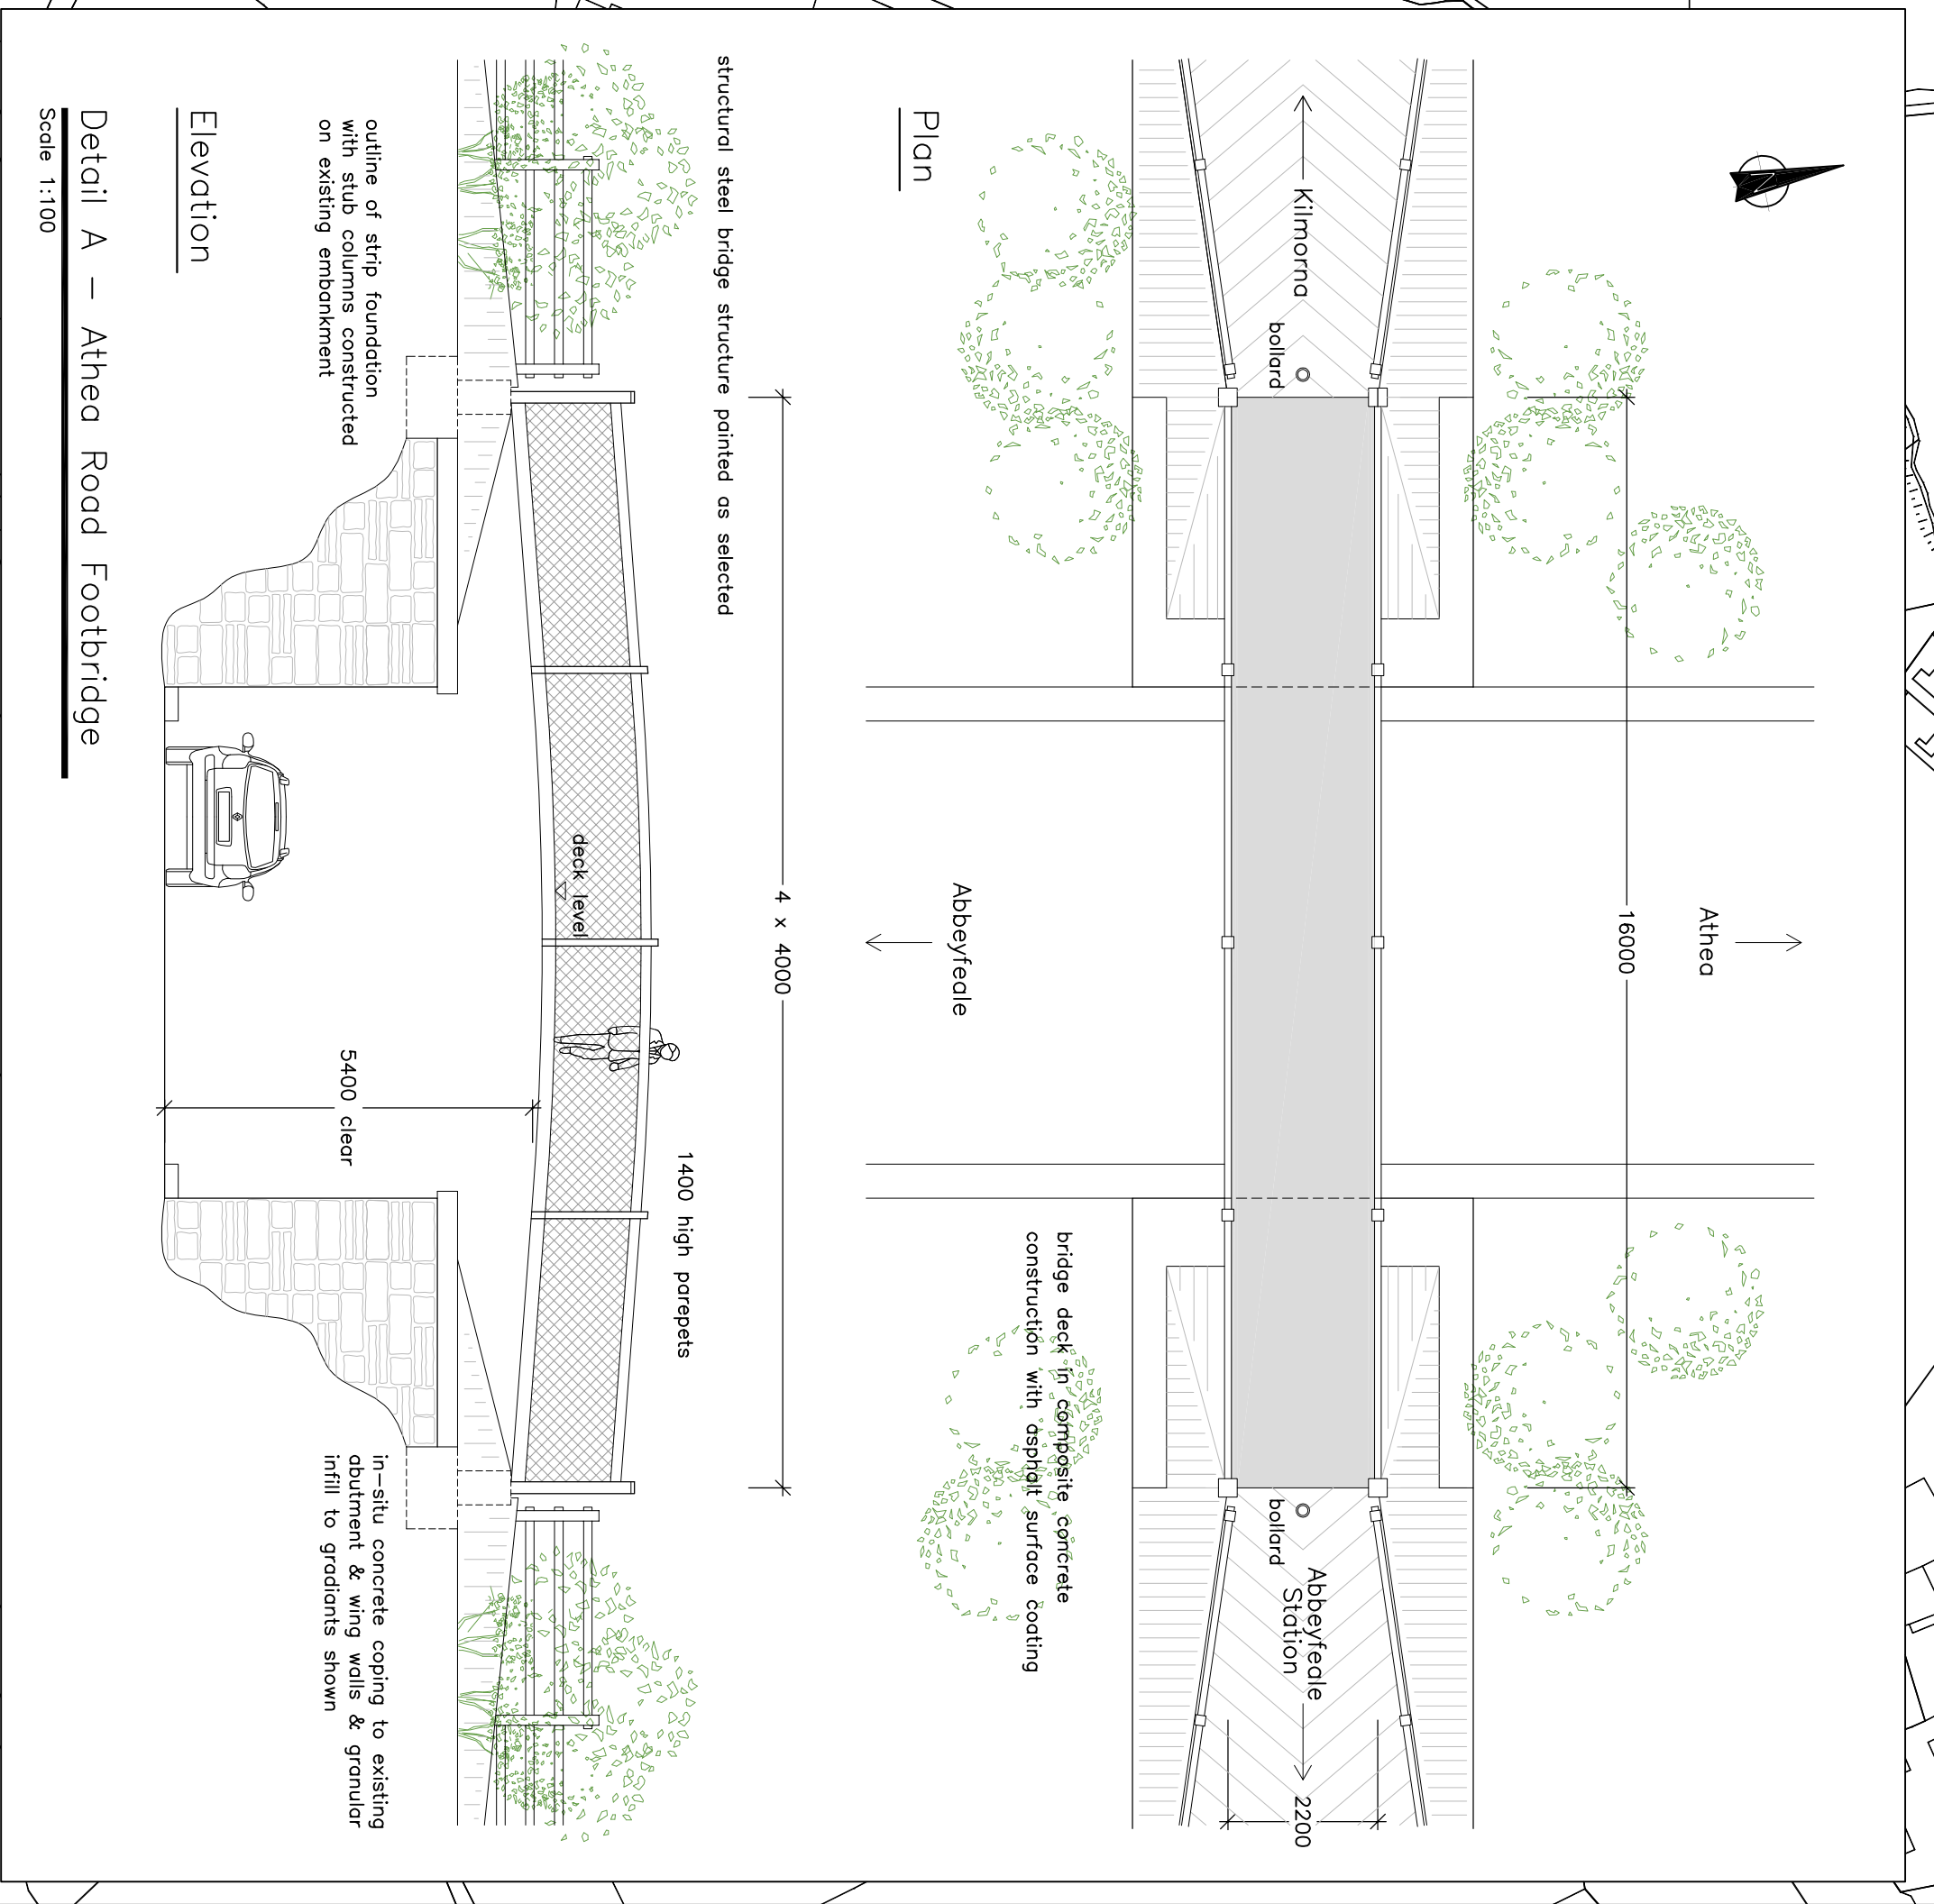 Athea
16000
Kilmorna
bollard
bollard
Abbeyfeale
Station
2200
Abbeyfeale
bridge deck in composite concrete
construction with asphalt surface coating
Plan
4 x 4000
structural steel bridge structure painted as selected
1400 high parepets
deck level
5400 clear
outline of strip foundation
with stub columns constructed
on existing embankment
in-situ concrete coping to existing
abutment & wing walls & granular
infill to gradiants shown
Elevation
Detail A - Athea Road Footbridge
Scale 1:100